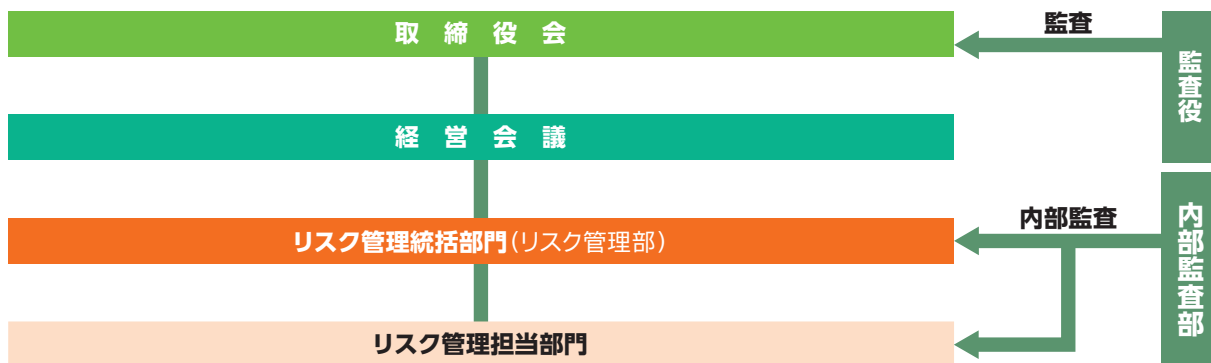 取締役会
監査
監査役
経営会議
リスク管理統括部門(リスク管理部)
内部監査
内部監査部
リスク管理担当部門